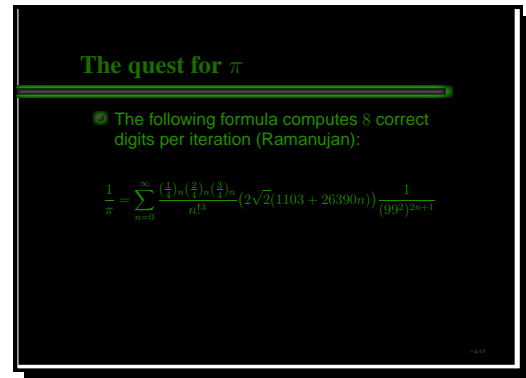 The quest for π
The following formula computes 8 correct
digits per iteration (Ramanujan):
1/π = ∑_{n=0}^{∞} (1/4)_n(2/4)_n(3/4)_n / n!^3 (2√2(1103 + 26390n)) 1/(99^2)^{2n+1}